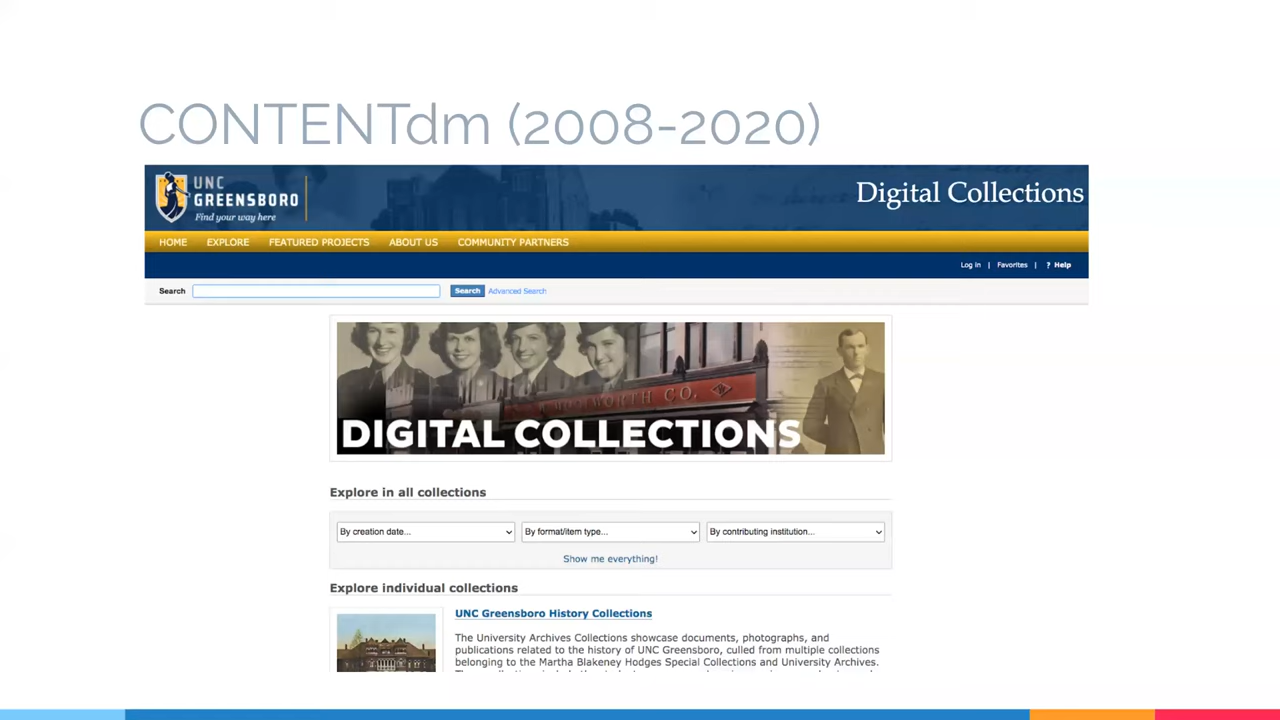 CONTENTdm (2008-2020)
UNC
GREENSBORO
Find your way here
Digital Collections
HOME EXPLORE FEATURED PROJECTS ABOUT US COMMUNITY PARTNERS
Log in | Favorites | ? Help
Search Search Advanced Search
WOOLWORTH CO.
DIGITAL COLLECTIONS
Explore in all collections
By creation date... By format/item type... By contributing institution...
Show me everything!
Explore individual collections
UNC Greensboro History Collections
The University Archives Collections showcase documents, photographs, and
publications related to the history of UNC Greensboro, culled from multiple collections
belonging to the Martha Blakeney Hodges Special Collections and University Archives.